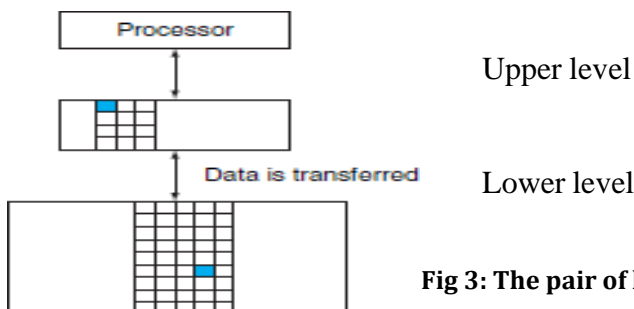 Processor
Upper level
Data is transferred
Lower level
Fig 3: The pair of